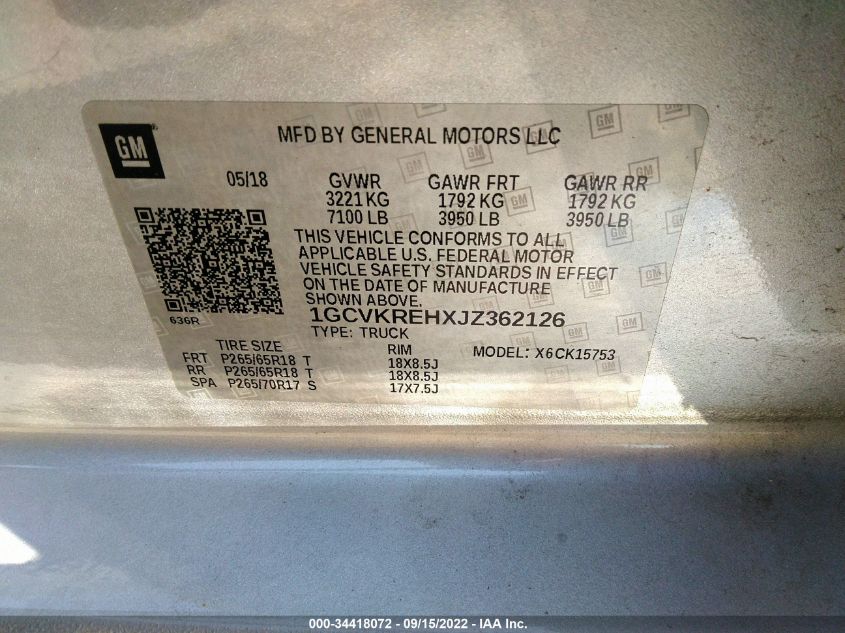 GM
MFD BY GENERAL MOTORS LLC
05/18 GVWR GAWR FRT GAWR RR
3221 KG 1792 KG 1792 KG
7100 LB 3950 LB 3950 LB
THIS VEHICLE CONFORMS TO ALL
APPLICABLE U.S. FEDERAL MOTOR
VEHICLE SAFETY STANDARDS IN EFFECT
ON THE DATE OF MANUFACTURE
SHOWN ABOVE.
636R
1GCVKREHXJZ362126
TYPE: TRUCK
TIRE SIZE RIM MODEL: X6CK15753
FRT P265/65R18 T 18X8.5J
RR P265/65R18 T 18X8.5J
SPA P265/70R17 S 17X7.5J
000-34418072 - 09/15/2022 - IAA Inc.